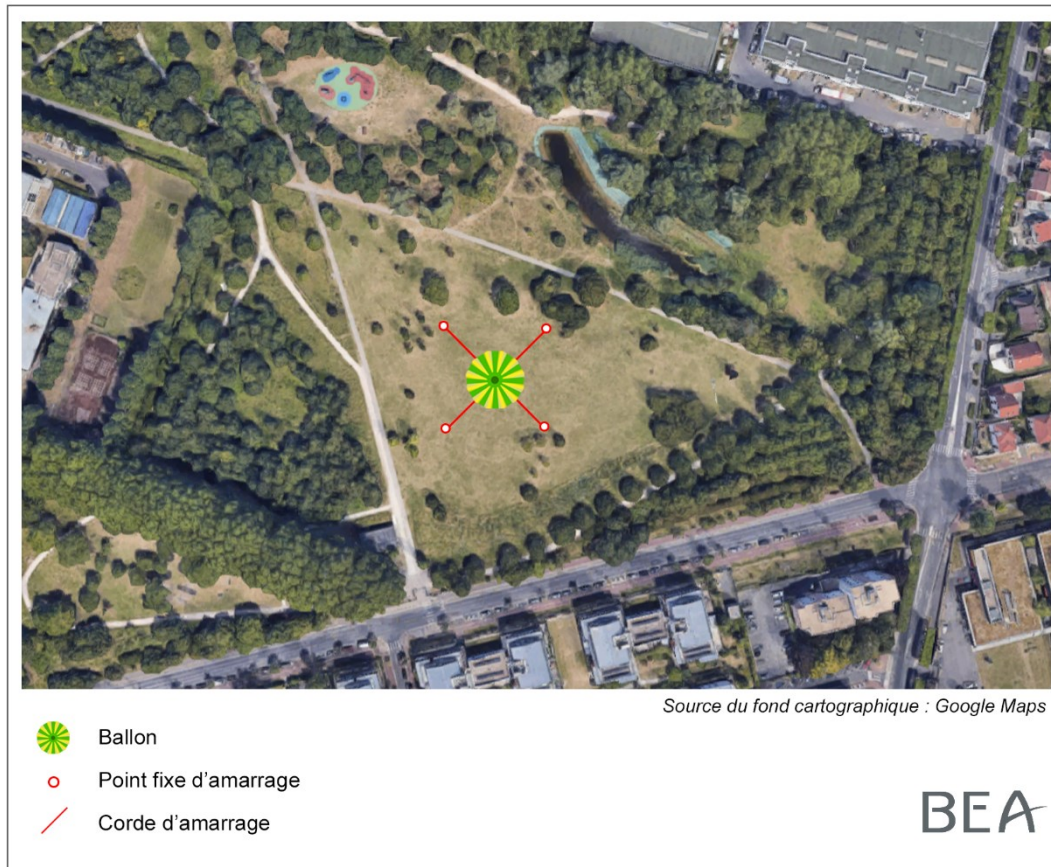 Source du fond cartographique : Google Maps
Ballon
Point fixe d’amarrage
Corde d’amarrage
BEA